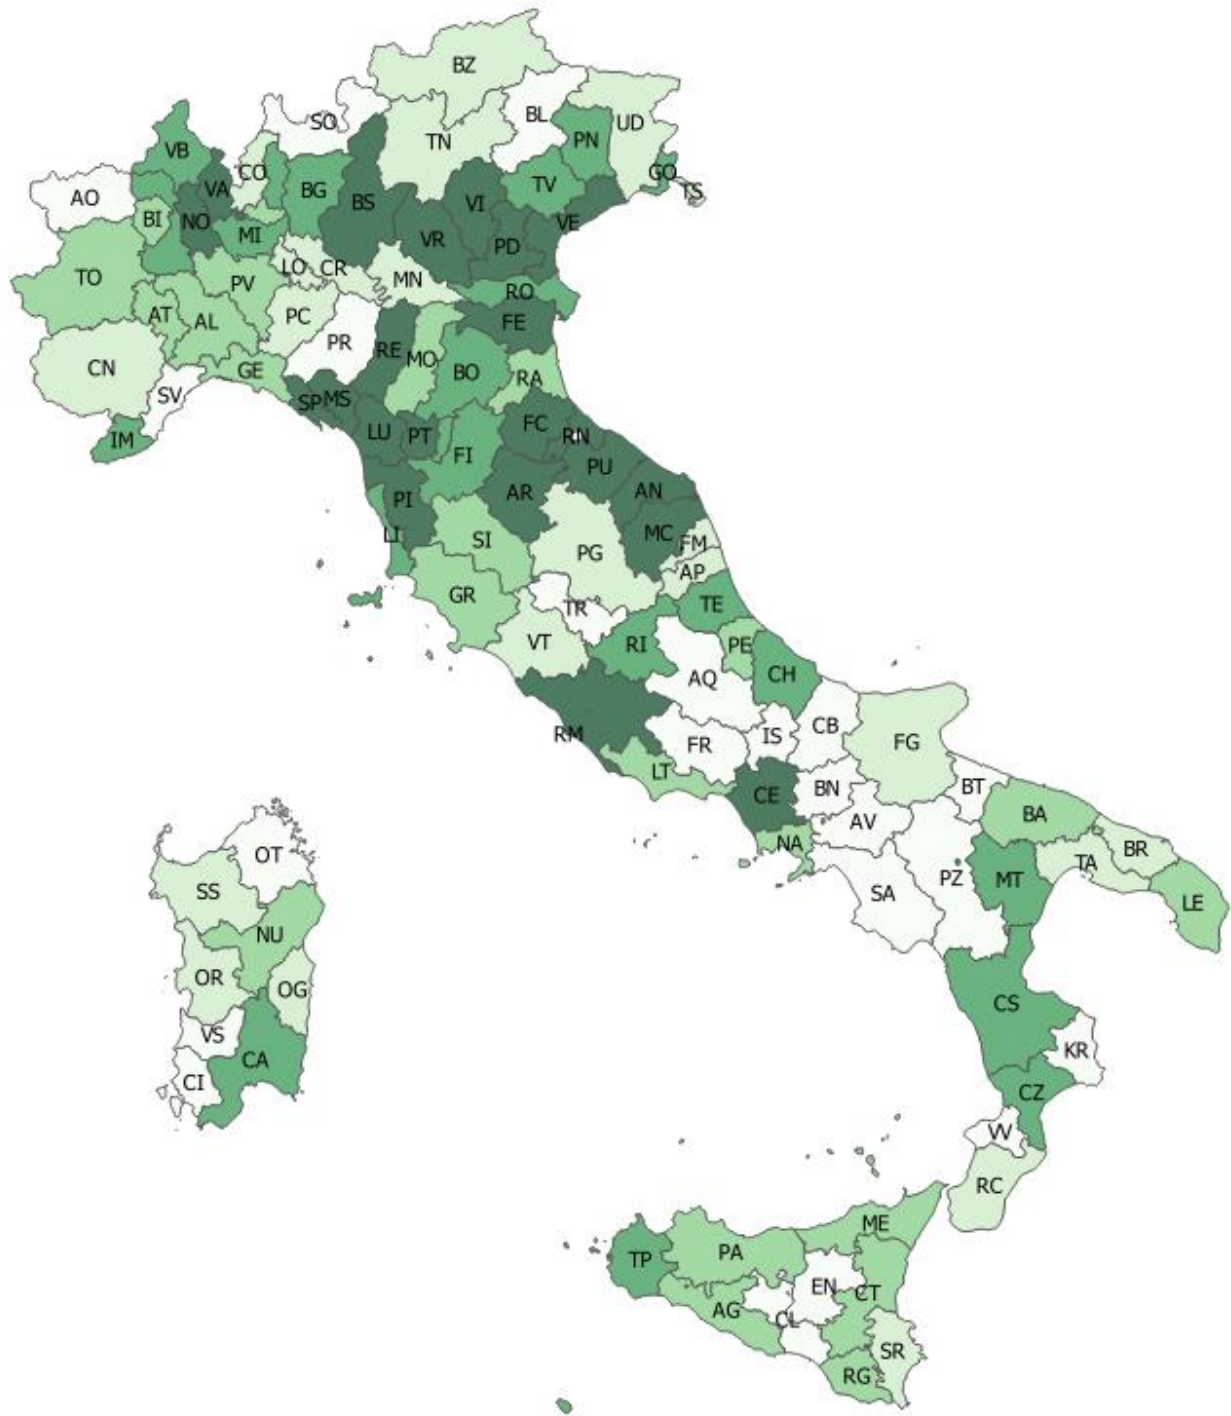 BZ
BL
UD
SO
PN
TN
VB
CO
GO
TV
VA
BG
TS
AO
BS
VI
BI
NO
VE
MI
VR
PD
LO
CR
TO
MN
PV
RO
AT
AL
PC
FE
PR
RE
MO
CN
GE
BO
RA
SV
SP
MS
FC
IM
LU
PT
RN
FI
PU
AR
AN
PI
MC
LI
SI
FM
PG
AP
GR
TR
TE
VT
RI
PE
AQ
CH
CB
RM
IS
FR
FG
LT
BT
BN
CE
BA
AV
NA
BR
OT
TA
PZ
MT
SS
SA
LE
NU
OR
OG
CS
VS
KR
CA
CI
CZ
VV
RC
ME
PA
TP
EN
CT
AG
CL
SR
RG